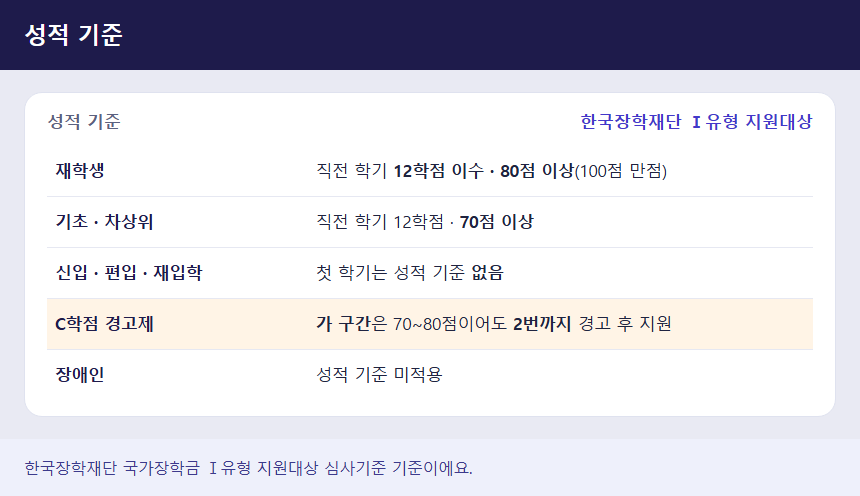 성적 기준
성적 기준 한국장학재단 Ⅰ유형 지원대상
재학생 직전 학기 12학점 이수 · 80점 이상(100점 만점)
기초 · 차상위 직전 학기 12학점 · 70점 이상
신입 · 편입 · 재입학 첫 학기는 성적 기준 없음
C학점 경고제 가 구간은 70~80점이어도 2번까지 경고 후 지원
장애인 성적 기준 미적용
한국장학재단 국가장학금 Ⅰ유형 지원대상 심사기준 기준이에요.